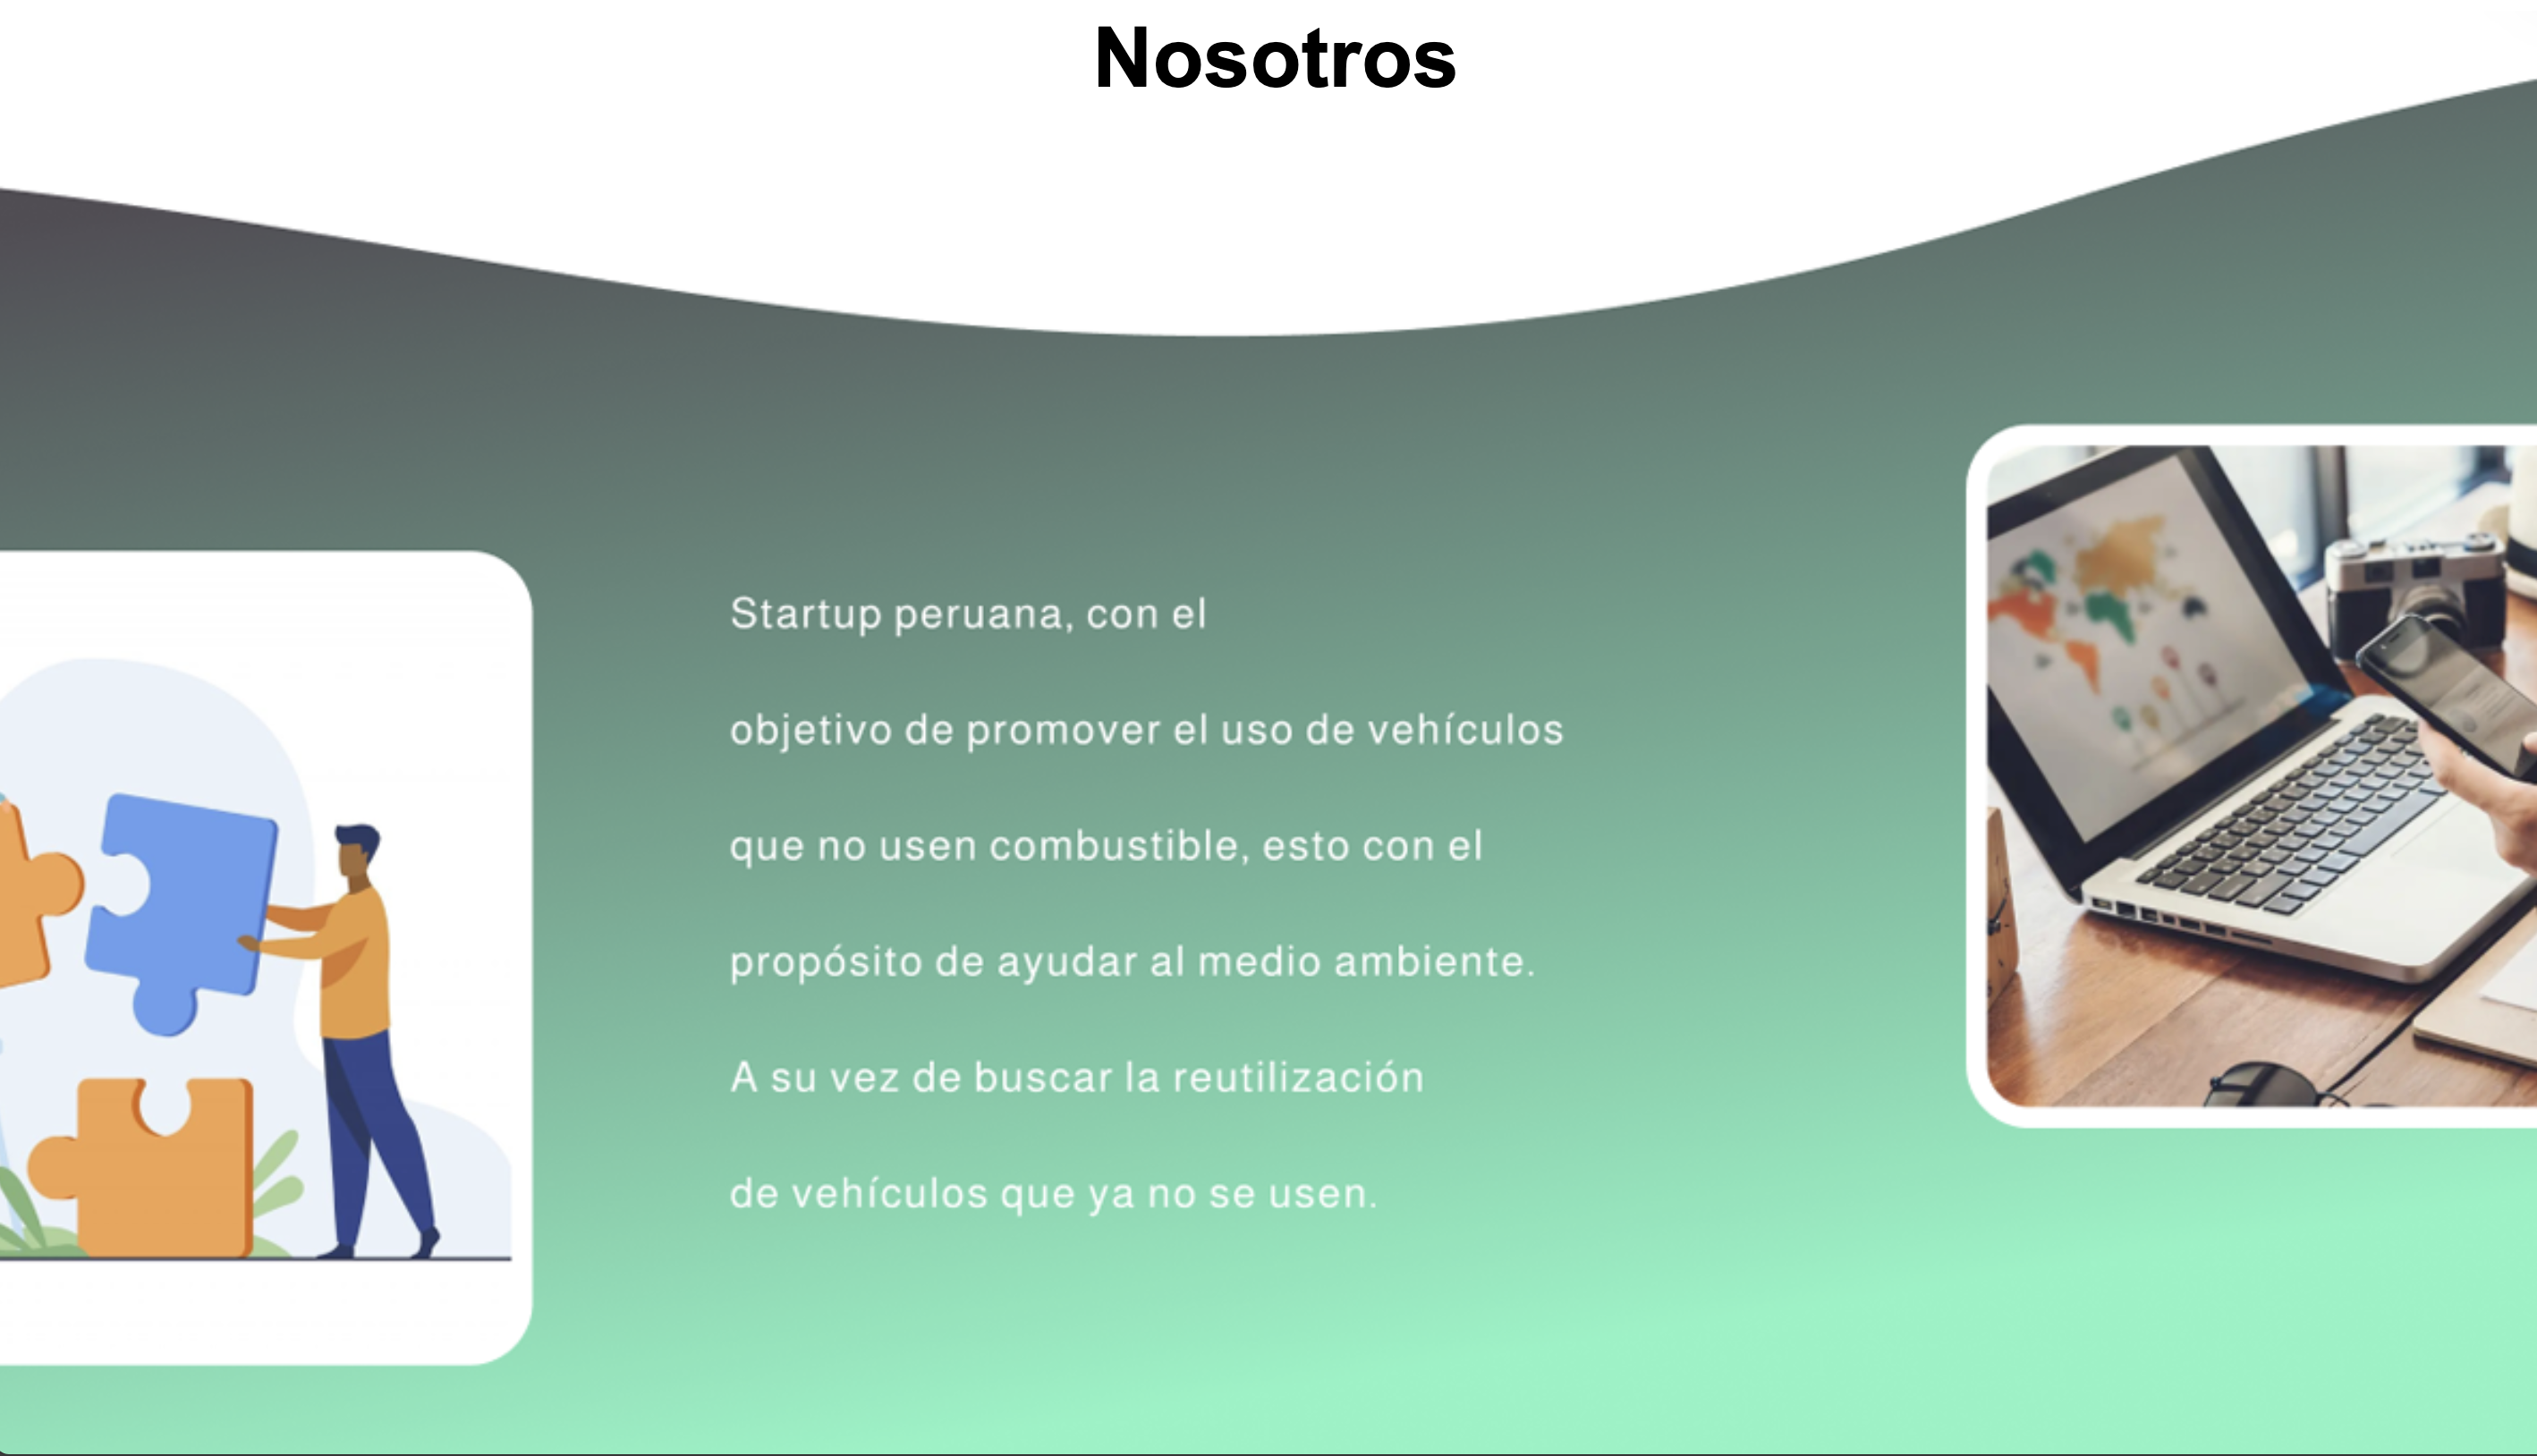 Nosotros
Startup peruana, con el
objetivo de promover el uso de vehículos
que no usen combustible, esto con el
propósito de ayudar al medio ambiente.
A su vez de buscar la reutilización
de vehículos que ya no se usen.